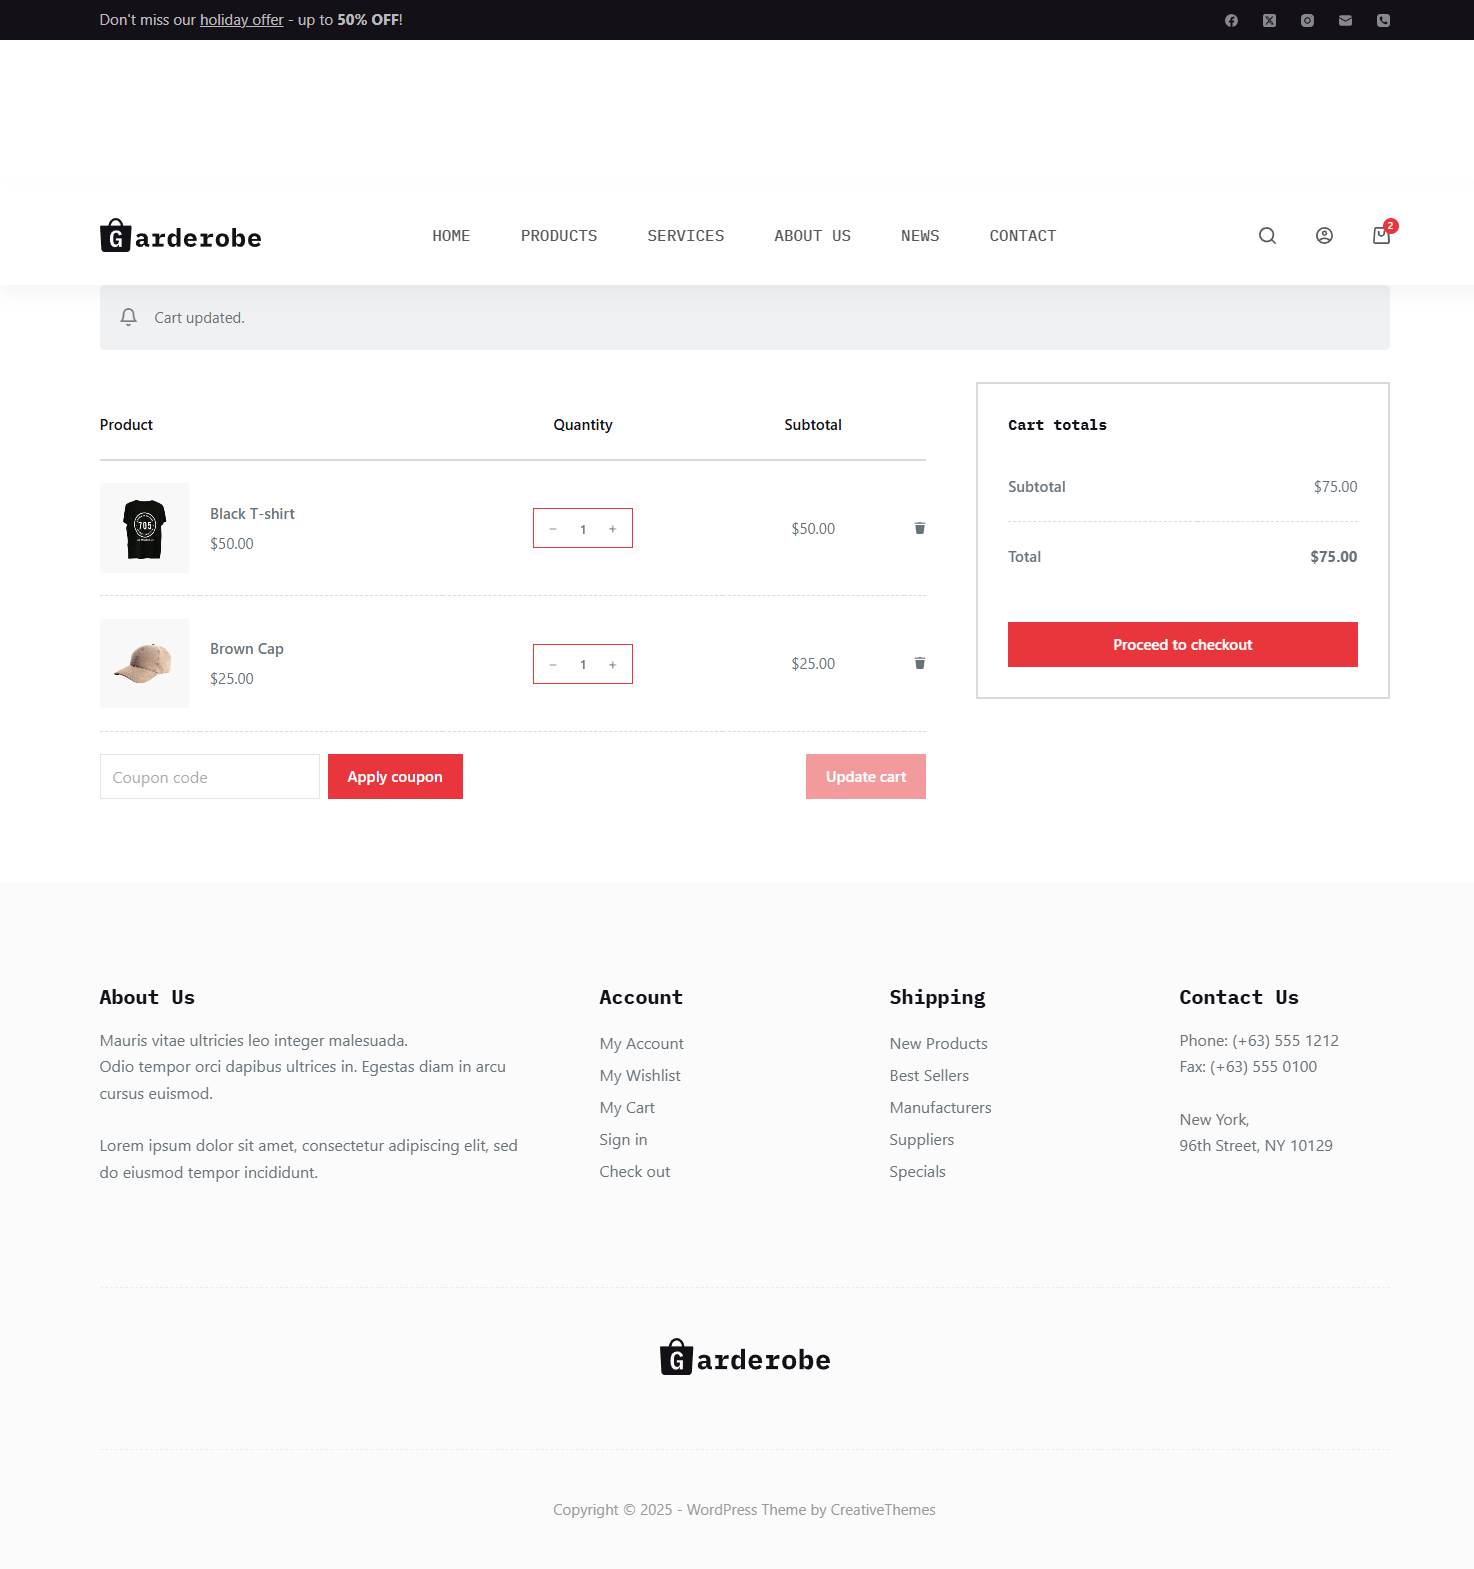 Don't miss our holiday offer - up to 50% OFF!
Garderobe
HOME PRODUCTS SERVICES ABOUT US NEWS CONTACT
2
Cart updated.
Product Quantity Subtotal
705
Black T-shirt
$50.00
− 1 + $50.00
Brown Cap
$25.00
− 1 + $25.00
Coupon code Apply coupon Update cart
Cart totals
Subtotal $75.00
Total $75.00
Proceed to checkout
About Us
Mauris vitae ultricies leo integer malesuada.
Odio tempor orci dapibus ultrices in. Egestas diam in arcu
cursus euismod.
Lorem ipsum dolor sit amet, consectetur adipiscing elit, sed
do eiusmod tempor incididunt.
Account
My Account
My Wishlist
My Cart
Sign in
Check out
Shipping
New Products
Best Sellers
Manufacturers
Suppliers
Specials
Contact Us
Phone: (+63) 555 1212
Fax: (+63) 555 0100
New York,
96th Street, NY 10129
Garderobe
Copyright © 2025 - WordPress Theme by CreativeThemes